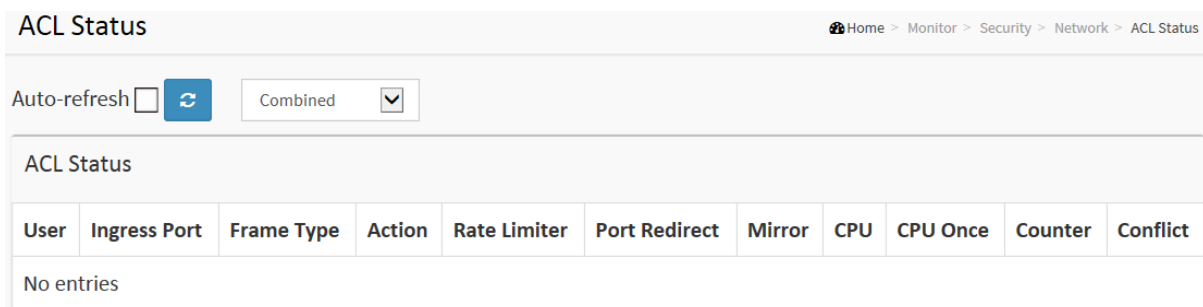 ACL Status
Home > Monitor > Security > Network > ACL Status
Auto-refresh
Combined
ACL Status
User Ingress Port Frame Type Action Rate Limiter Port Redirect Mirror CPU CPU Once Counter Conflict
No entries